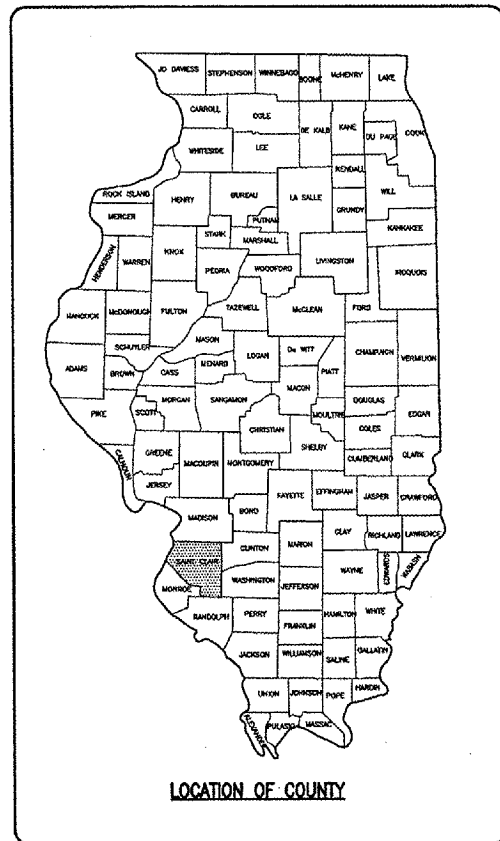 JO DAVIESS STEPHENSON WINNEBAGO BOONE McHENRY LAKE
CARROLL OGLE DE KALB KANE DU PAGE COOK
WHITESIDE LEE KENDALL WILL
ROCK ISLAND HENRY BUREAU LA SALLE GRUNDY
MERCER PUTNAM KANKAKEE
STARK MARSHALL
HENDERSON WARREN KNOX PEORIA WOODFORD LIVINGSTON IROQUOIS
HANCOCK McDONOUGH FULTON TAZEWELL McCLEAN FORD
SCHUYLER MASON
ADAMS BROWN CASS MENARD LOGAN De WITT PIATT CHAMPAIGN VERMILION
MACON
PIKE SCOTT MORGAN SANGAMON MOULTRIE DOUGLAS EDGAR
CHRISTIAN COLES
CALHOUN GREENE MACOUPIN MONTGOMERY SHELBY CUMBERLAND CLARK
JERSEY FAYETTE EFFINGHAM JASPER CRAWFORD
MADISON BOND
CLAY RICHLAND LAWRENCE
SAINT CLAIR CLINTON MARION WAYNE EDWARDS WABASH
MONROE WASHINGTON JEFFERSON
RANDOLPH PERRY HAMILTON WHITE
FRANKLIN
JACKSON WILLIAMSON SALINE GALLATIN
UNION JOHNSON POPE HARDIN
ALEXANDER PULASIG MASSAC
LOCATION OF COUNTY